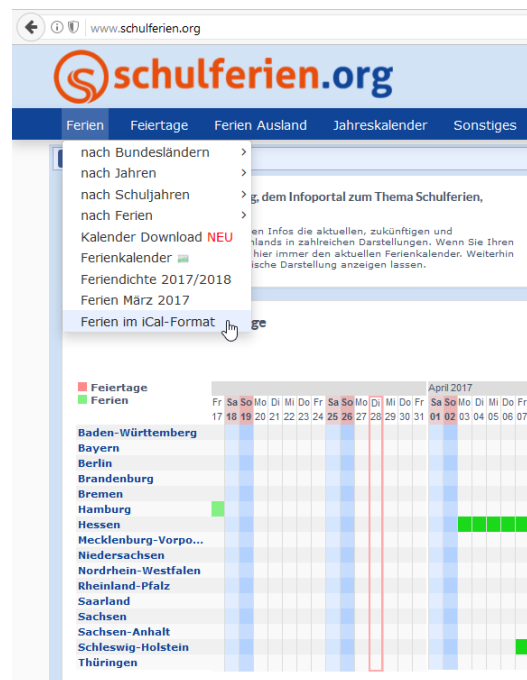 www.schulferien.org
schulferien.org
Ferien Feiertage Ferien Ausland Jahreskalender Sonstiges
nach Bundesländern
nach Jahren
nach Schuljahren
nach Ferien
Kalender Download NEU
Ferienkalender
Feriendichte 2017/2018
Ferien März 2017
Ferien im iCal-Format
g, dem Infoportal zum Thema Schulferien,
en Infos die aktuellen, zukünftigen und
hlands in zahlreichen Darstellungen. Wenn Sie Ihren
hier immer den aktuellen Ferienkalender. Weiterhin
ische Darstellung anzeigen lassen.
ge
Feiertage
Ferien
April 2017
Fr Sa So Mo Di Mi Do Fr Sa So Mo Di Mi Do Fr Sa So Mo Di Mi Do Fr
17 18 19 20 21 22 23 24 25 26 27 28 29 30 31 01 02 03 04 05 06 07
Baden-Württemberg
Bayern
Berlin
Brandenburg
Bremen
Hamburg
Hessen
Mecklenburg-Vorpo...
Niedersachsen
Nordrhein-Westfalen
Rheinland-Pfalz
Saarland
Sachsen
Sachsen-Anhalt
Schleswig-Holstein
Thüringen